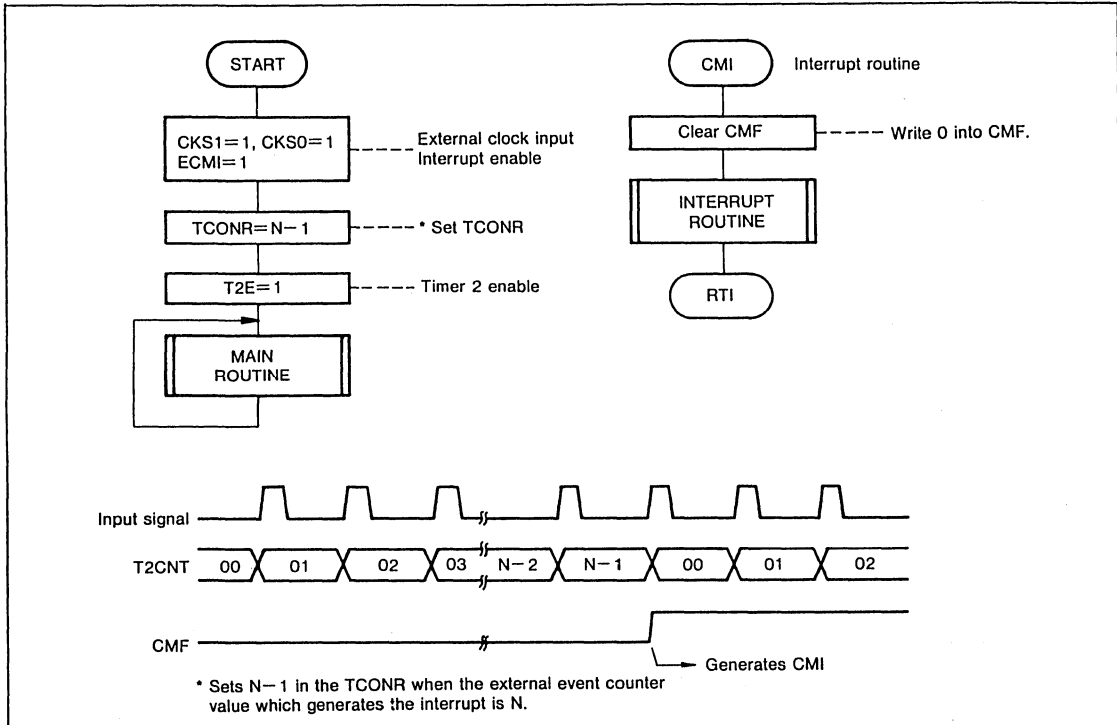 START
CKS1=1, CKS0=1
ECMI=1
External clock input
Interrupt enable
TCONR=N-1
* Set TCONR
T2E=1
Timer 2 enable
MAIN
ROUTINE
CMI
Interrupt routine
Clear CMF
Write 0 into CMF.
INTERRUPT
ROUTINE
RTI
Input signal
T2CNT 00 01 02 03 N-2 N-1 00 01 02
CMF
Generates CMI
* Sets N-1 in the TCONR when the external event counter
value which generates the interrupt is N.